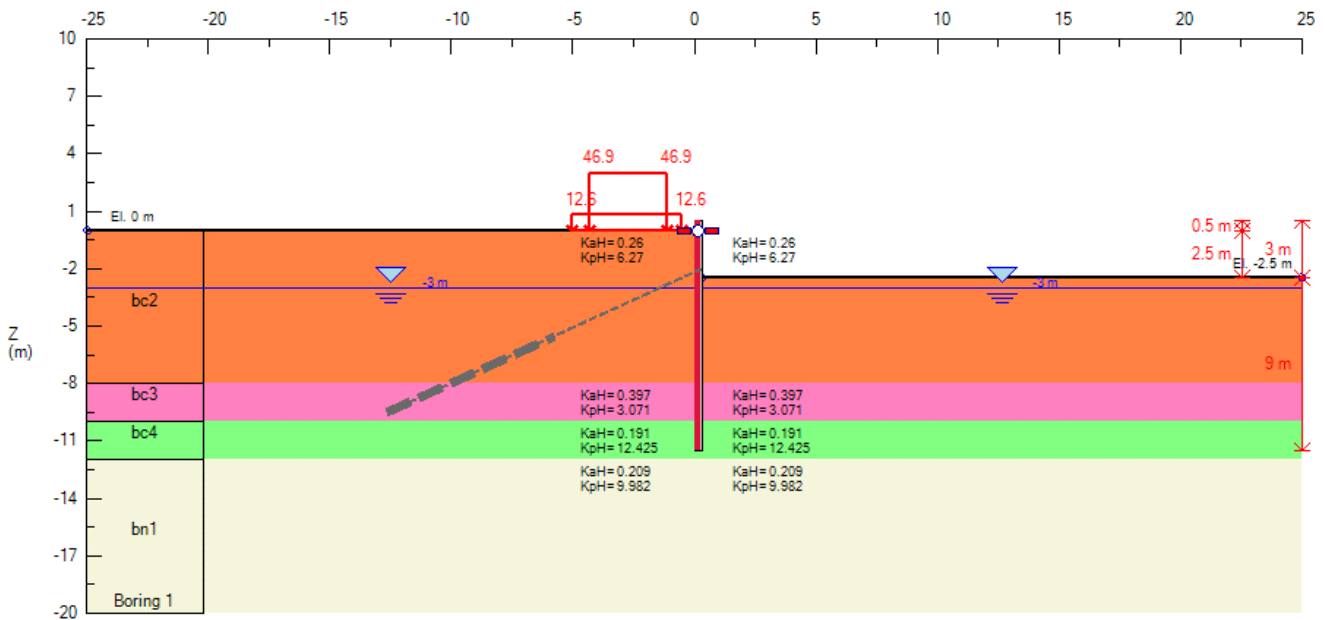 -25 -20 -15 -10 -5 0 5 10 15 20 25
10
7
4
46.9 46.9
12.6 12.6
1
El. 0 m
0.5 m
KaH= 0.26 KaH= 0.26
KpH= 6.27 KpH= 6.27
2.5 m 3 m
El. -2.5 m
-2
-3 m -3 m
bc2
Z
(m)
-5
9 m
-8
bc3
KaH= 0.397 KaH= 0.397
KpH= 3.071 KpH= 3.071
bc4
KaH= 0.191 KaH= 0.191
-11
KpH= 12.425 KpH= 12.425
KaH= 0.209 KaH= 0.209
KpH= 9.982 KpH= 9.982
-14
bn1
-17
Boring 1
-20